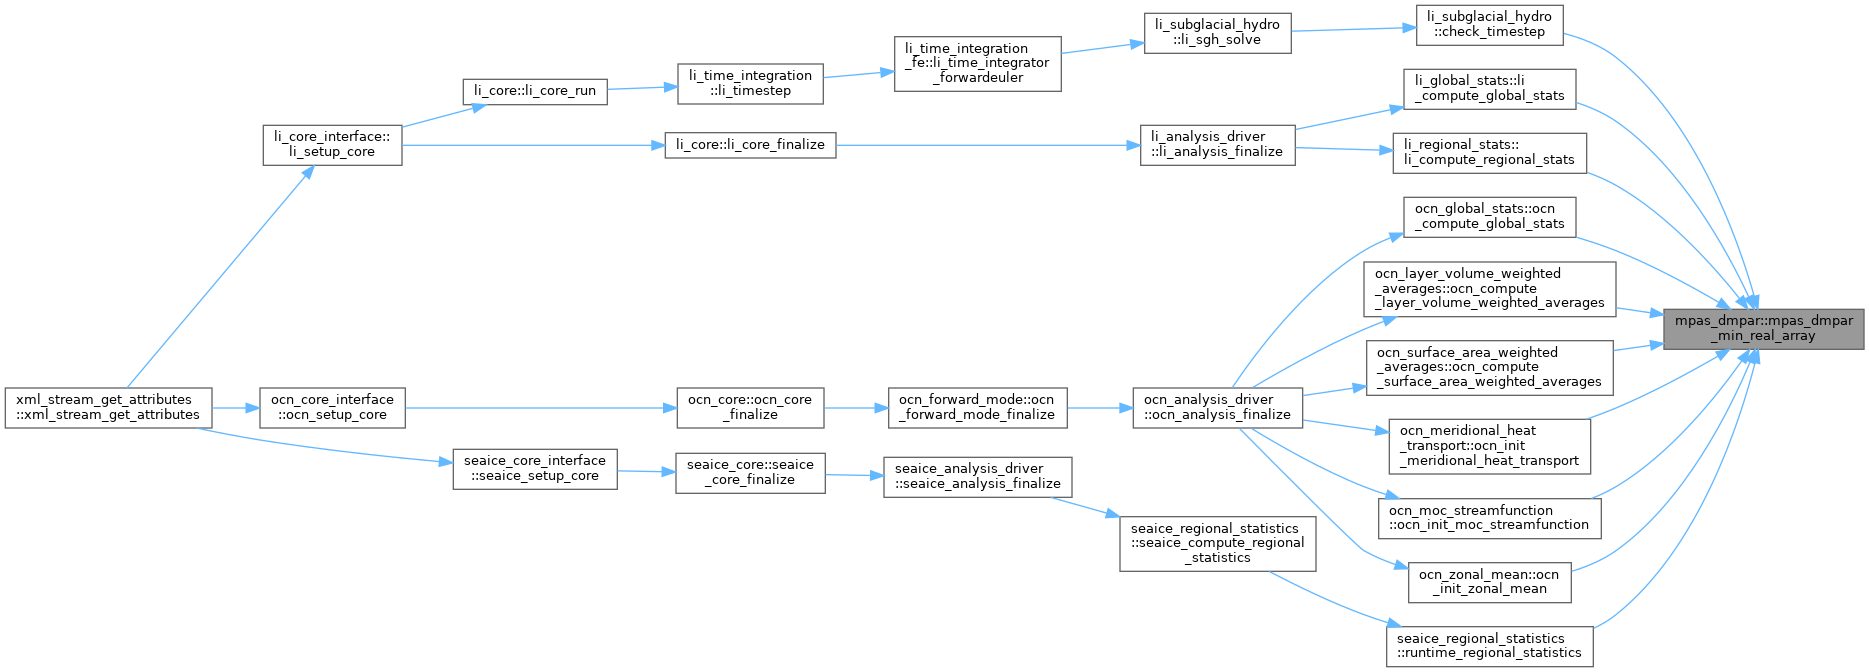 li_subglacial_hydro
::check_timestep
li_subglacial_hydro
::li_sgh_solve
li_time_integration
_fe::li_time_integrator
_forwardeuler
li_time_integration
::li_timestep
li_core::li_core_run
li_global_stats::li
_compute_global_stats
li_core_interface::
li_setup_core
li_core::li_core_finalize
li_analysis_driver
::li_analysis_finalize
li_regional_stats::
li_compute_regional_stats
ocn_global_stats::ocn
_compute_global_stats
ocn_layer_volume_weighted
_averages::ocn_compute
_layer_volume_weighted_averages
mpas_dmpar::mpas_dmpar
_min_real_array
ocn_surface_area_weighted
_averages::ocn_compute
_surface_area_weighted_averages
xml_stream_get_attributes
::xml_stream_get_attributes
ocn_core_interface
::ocn_setup_core
ocn_core::ocn_core
_finalize
ocn_forward_mode::ocn
_forward_mode_finalize
ocn_analysis_driver
::ocn_analysis_finalize
ocn_meridional_heat
_transport::ocn_init
_meridional_heat_transport
seaice_core_interface
::seaice_setup_core
seaice_core::seaice
_core_finalize
seaice_analysis_driver
::seaice_analysis_finalize
ocn_moc_streamfunction
::ocn_init_moc_streamfunction
seaice_regional_statistics
::seaice_compute_regional
_statistics
ocn_zonal_mean::ocn
_init_zonal_mean
seaice_regional_statistics
::runtime_regional_statistics